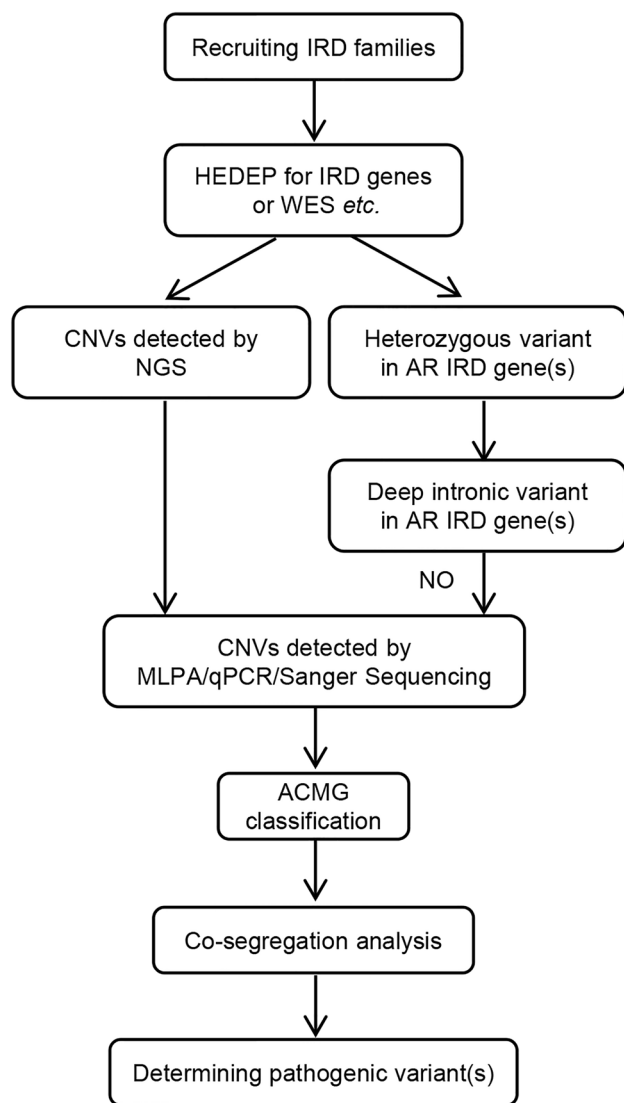 Recruiting IRD families
HEDEP for IRD genes
or WES etc.
CNVs detected by
NGS
Heterozygous variant
in AR IRD gene(s)
Deep intronic variant
in AR IRD gene(s)
NO
CNVs detected by
MLPA/qPCR/Sanger Sequencing
ACMG
classification
Co-segregation analysis
Determining pathogenic variant(s)